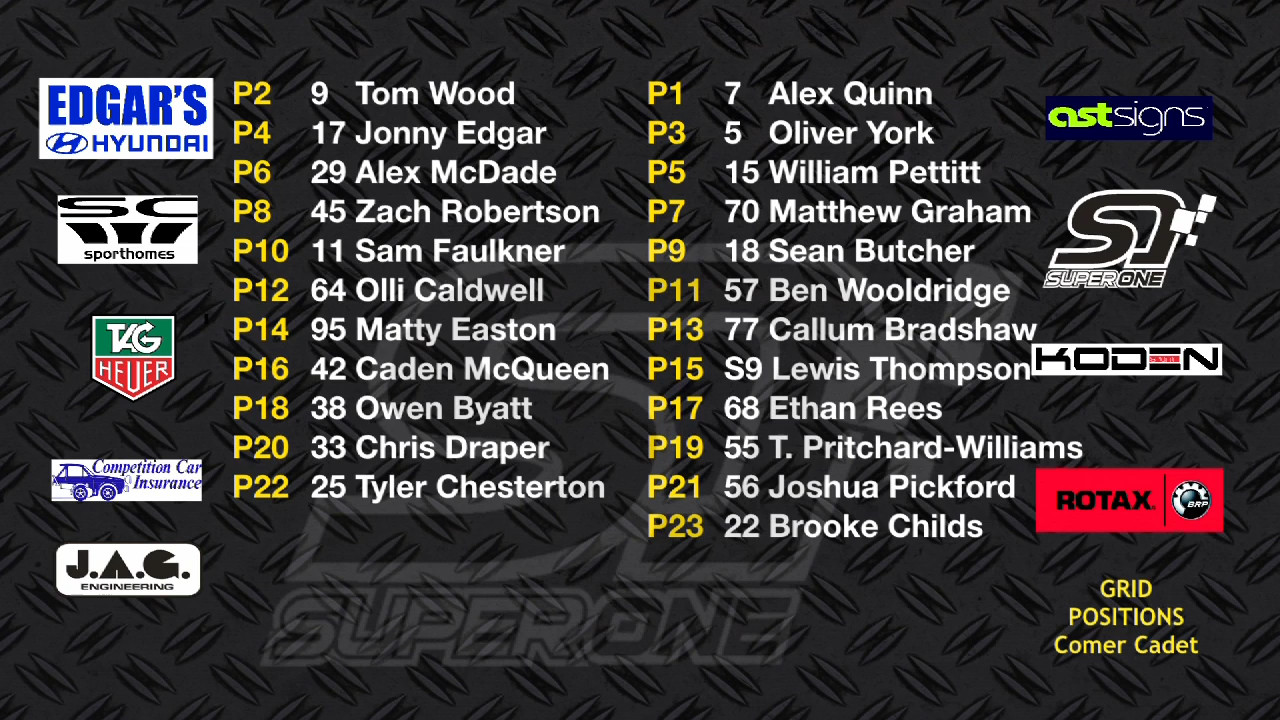 EDGAR'S
HYUNDAI
SC
sporthomes
TAG
HEUER
Competition Car
Insurance
J.A.G.
ENGINEERING
P2 9 Tom Wood
P4 17 Jonny Edgar
P6 29 Alex McDade
P8 45 Zach Robertson
P10 11 Sam Faulkner
P12 64 Olli Caldwell
P14 95 Matty Easton
P16 42 Caden McQueen
P18 38 Owen Byatt
P20 33 Chris Draper
P22 25 Tyler Chesterton
P1 7 Alex Quinn
P3 5 Oliver York
P5 15 William Pettitt
P7 70 Matthew Graham
P9 18 Sean Butcher
P11 57 Ben Wooldridge
P13 77 Callum Bradshaw
P15 S9 Lewis Thompson
P17 68 Ethan Rees
P19 55 T. Pritchard-Williams
P21 56 Joshua Pickford
P23 22 Brooke Childs
astsigns
S1
SUPERONE
KODEN
ROTAX. BRP
GRID
POSITIONS
Comer Cadet
S1
SUPERONE